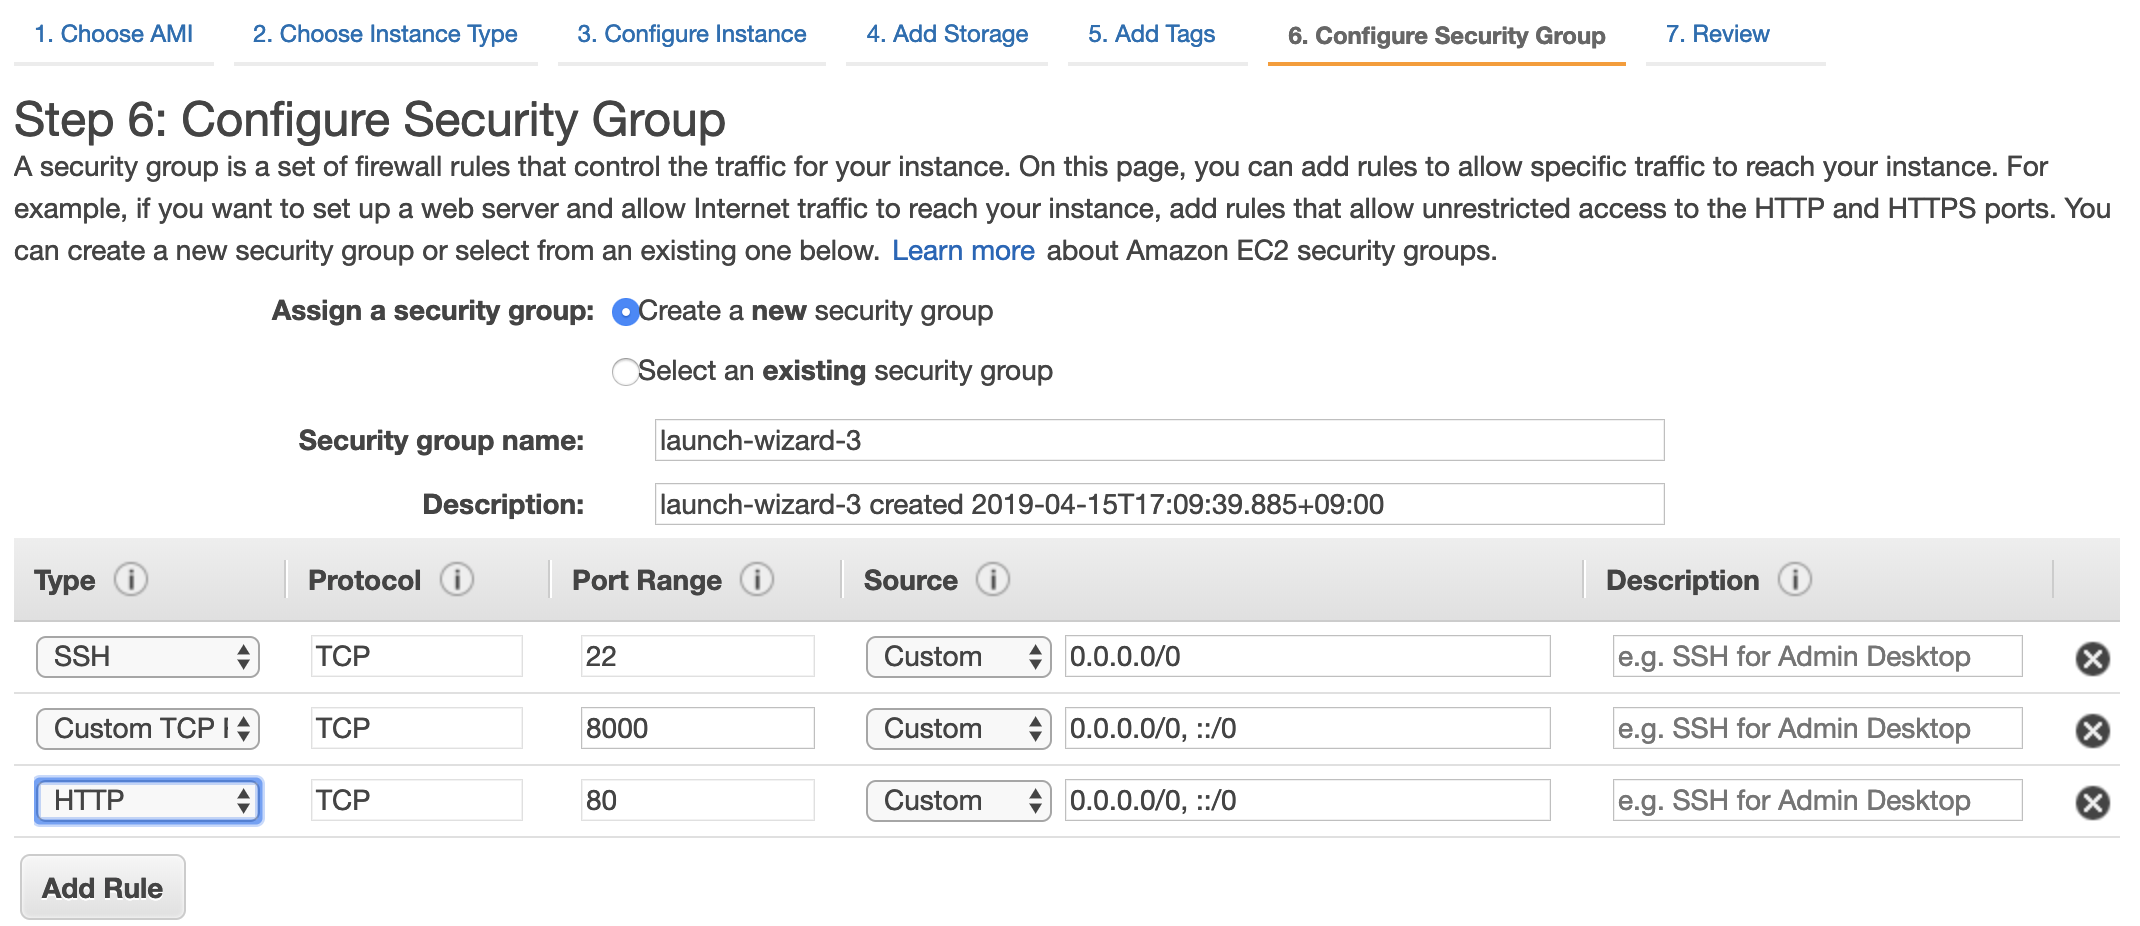 1. Choose AMI 2. Choose Instance Type 3. Configure Instance 4. Add Storage 5. Add Tags 6. Configure Security Group 7. Review
Step 6: Configure Security Group
A security group is a set of firewall rules that control the traffic for your instance. On this page, you can add rules to allow specific traffic to reach your instance. For
example, if you want to set up a web server and allow Internet traffic to reach your instance, add rules that allow unrestricted access to the HTTP and HTTPS ports. You
can create a new security group or select from an existing one below. Learn more about Amazon EC2 security groups.
Assign a security group: Create a new security group
Select an existing security group
Security group name: launch-wizard-3
Description: launch-wizard-3 created 2019-04-15T17:09:39.885+09:00
Type i Protocol i Port Range i Source i Description i
SSH TCP 22 Custom 0.0.0.0/0 e.g. SSH for Admin Desktop
Custom TCP TCP 8000 Custom 0.0.0.0/0, ::/0 e.g. SSH for Admin Desktop
HTTP TCP 80 Custom 0.0.0.0/0, ::/0 e.g. SSH for Admin Desktop
Add Rule